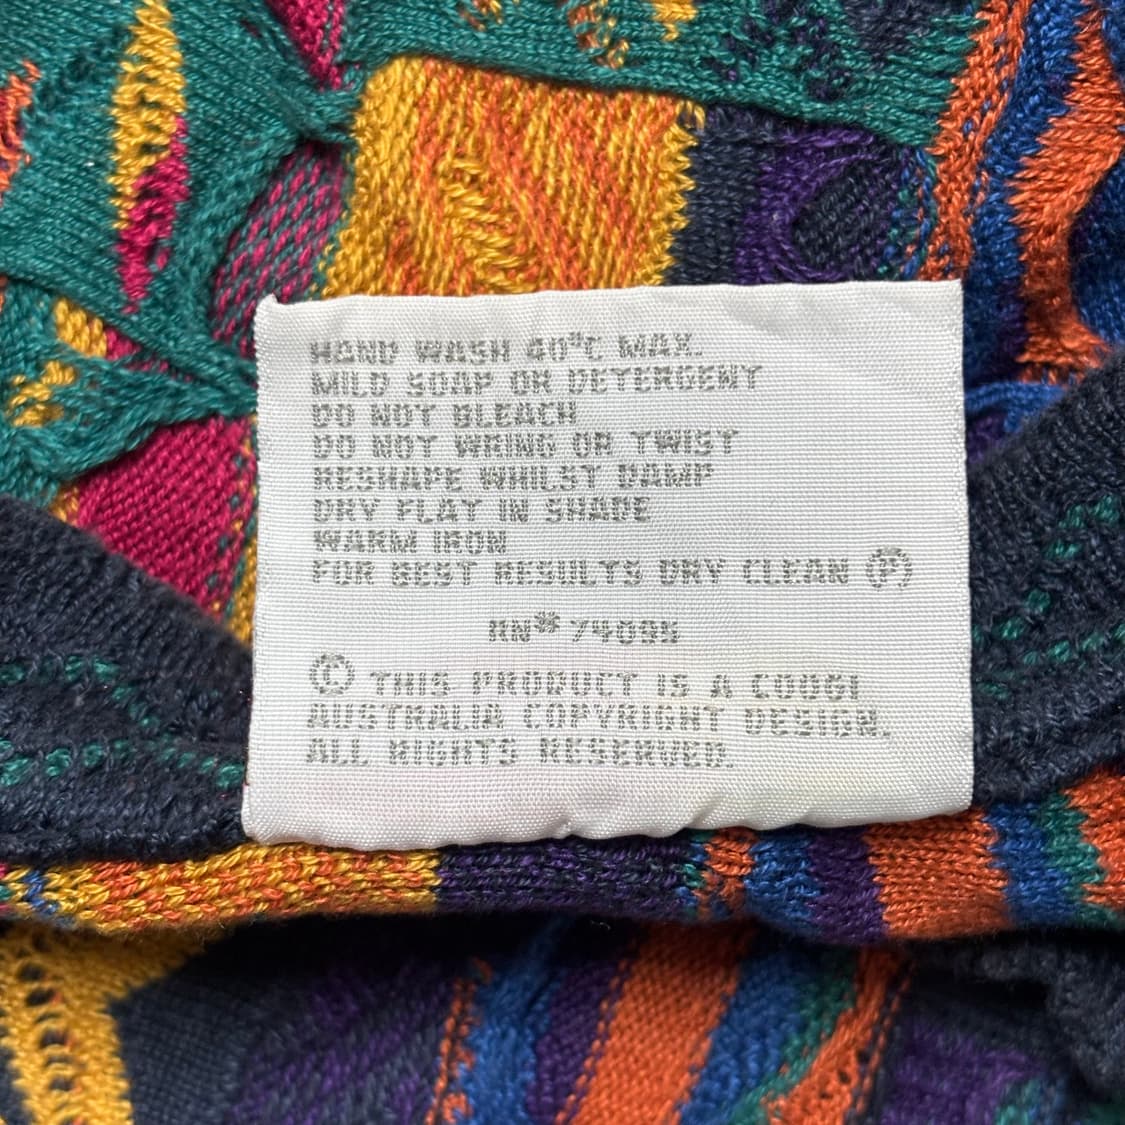 HAND WASH 40°C MAX.
MILD SOAP OR DETERGENT
DO NOT BLEACH
DO NOT WRING OR TWIST
RESHAPE WHILST DAMP
DRY FLAT IN SHADE
WARM IRON
FOR BEST RESULTS DRY CLEAN Ⓟ
RN# 74095
© THIS PRODUCT IS A COOGI
AUSTRALIA COPYRIGHT DESIGN.
ALL RIGHTS RESERVED.